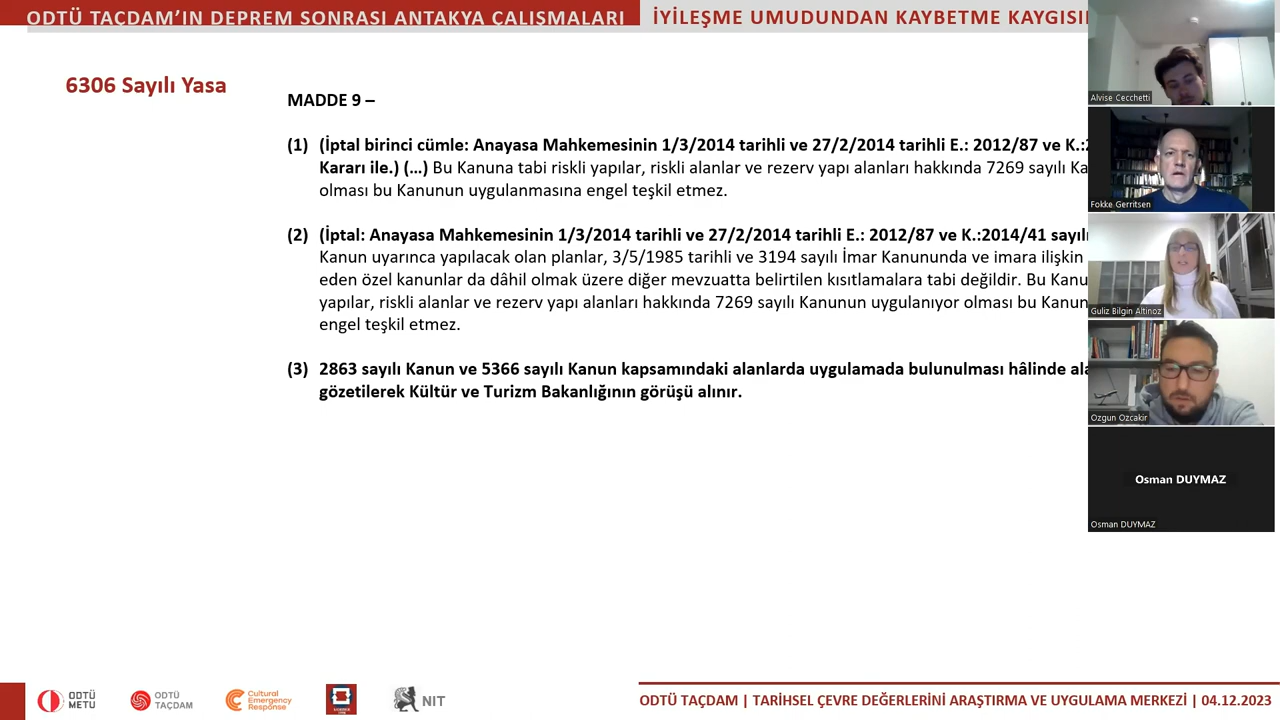 ODTÜ TAÇDAM'IN DEPREM SONRASI ANTAKYA ÇALIŞMALARI
İYİLEŞME UMUDUNDAN KAYBETME KAYGISI
6306 Sayılı Yasa
MADDE 9 –
(1) (İptal birinci cümle: Anayasa Mahkemesinin 1/3/2014 tarihli ve 27/2/2014 tarihli E.: 2012/87 ve K.:2
Kararı ile.) (...) Bu Kanuna tabi riskli yapılar, riskli alanlar ve rezerv yapı alanları hakkında 7269 sayılı Ka
olması bu Kanunun uygulanmasına engel teşkil etmez.
(2) (İptal: Anayasa Mahkemesinin 1/3/2014 tarihli ve 27/2/2014 tarihli E.: 2012/87 ve K.:2014/41 sayılı
Kanun uyarınca yapılacak olan planlar, 3/5/1985 tarihli ve 3194 sayılı İmar Kanununda ve imara ilişkin
eden özel kanunlar da dâhil olmak üzere diğer mevzuatta belirtilen kısıtlamalara tabi değildir. Bu Kanu
yapılar, riskli alanlar ve rezerv yapı alanları hakkında 7269 sayılı Kanunun uygulanıyor olması bu Kanun
engel teşkil etmez.
(3) 2863 sayılı Kanun ve 5366 sayılı Kanun kapsamındaki alanlarda uygulamada bulunulması hâlinde ala
gözetilerek Kültür ve Turizm Bakanlığının görüşü alınır.
Alvise Cecchetti
Fokke Gerritsen
Guliz Bilgin Altinoz
Ozgun Ozcakir
Osman DUYMAZ
Osman DUYMAZ
ODTÜ
METU
ODTÜ
TAÇDAM
Cultural
Emergency
Response
NIT
ODTÜ TAÇDAM | TARİHSEL ÇEVRE DEĞERLERİNİ ARAŞTIRMA VE UYGULAMA MERKEZİ | 04.12.2023